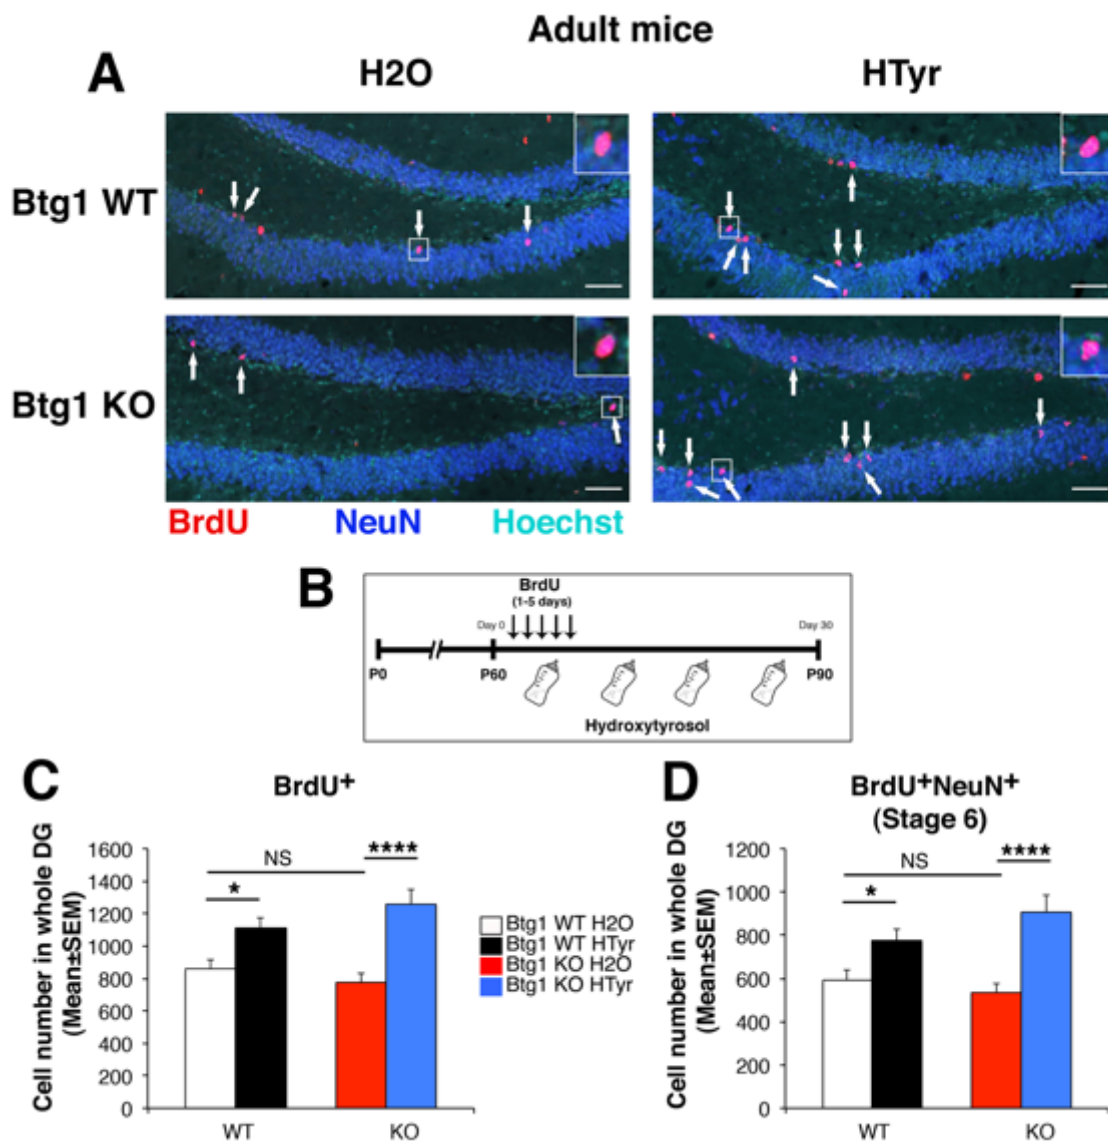 Adult mice
A
H2O
HTyr
Btg1 WT
Btg1 KO
BrdU
NeuN
Hoechst
B
BrdU
(1-5 days)
Day 0
Day 30
P0
P60
P90
Hydroxytyrosol
C
BrdU+
Cell number in whole DG
(Mean±SEM)
1600
1400
1200
1000
800
600
400
200
0
NS
*
****
WT
KO
Btg1 WT H2O
Btg1 WT HTyr
Btg1 KO H2O
Btg1 KO HTyr
D
BrdU+NeuN+
(Stage 6)
Cell number in whole DG
(Mean±SEM)
1200
1000
800
600
400
200
0
NS
*
****
WT
KO